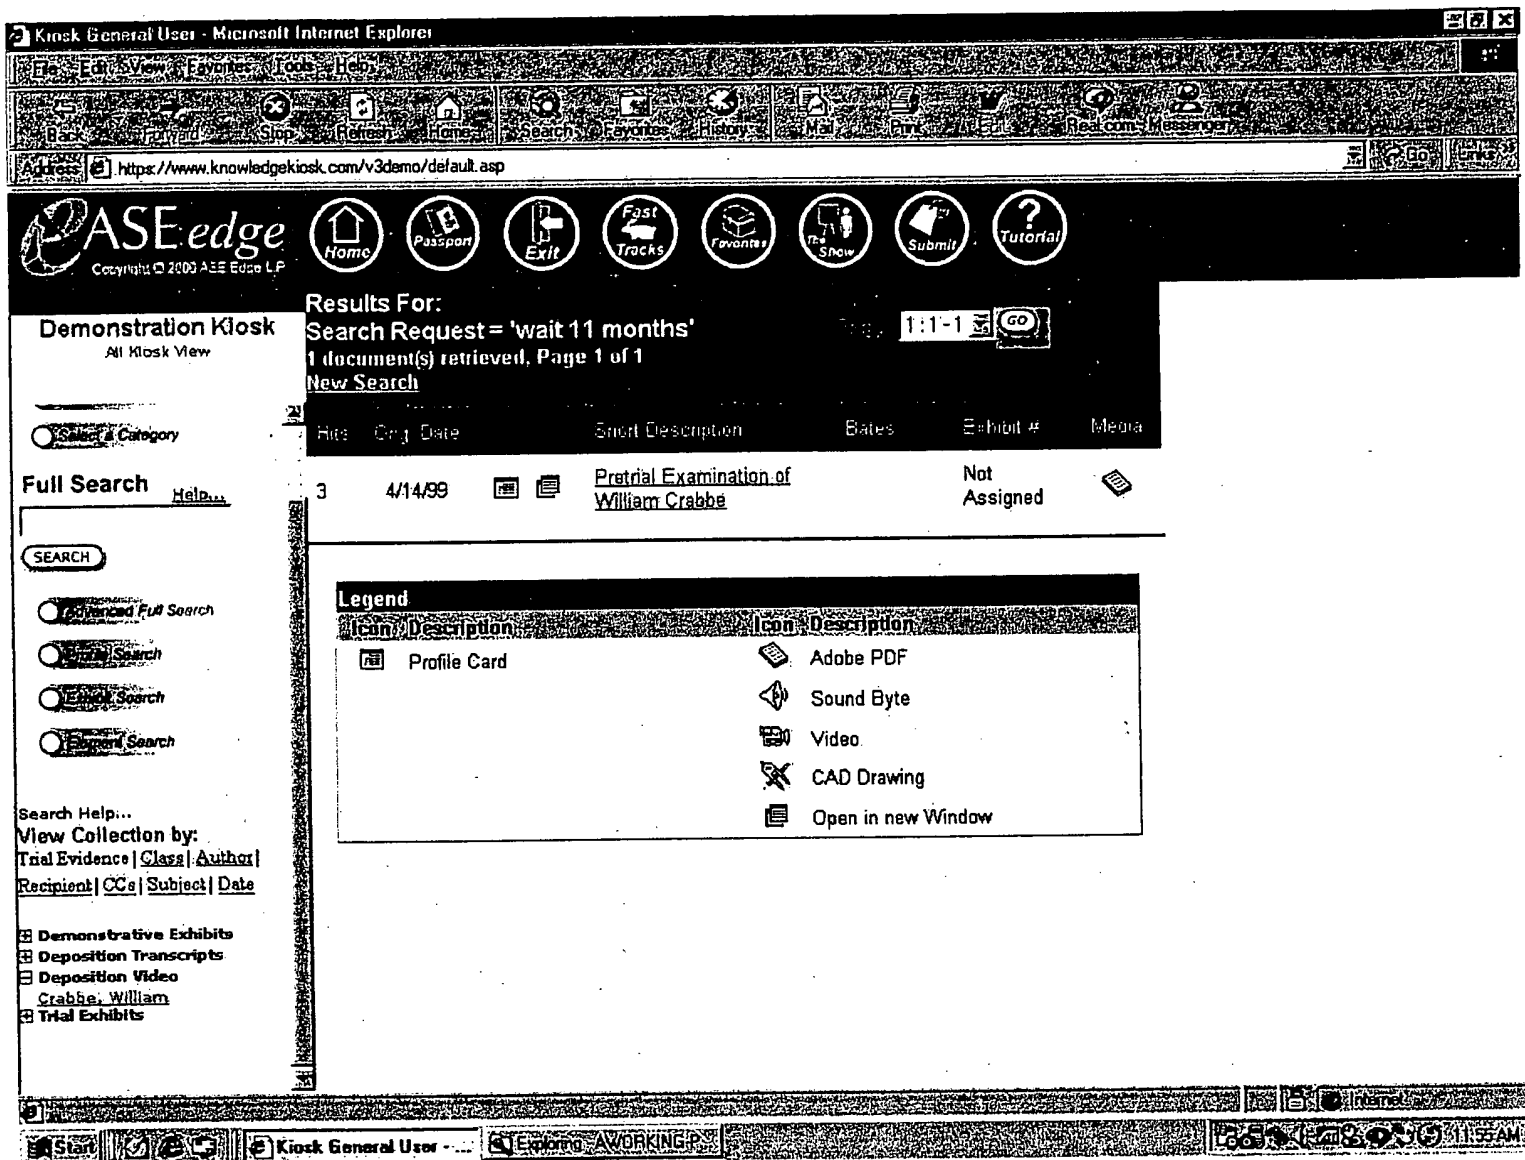 Kiosk General User - Microsoft Internet Explorer
File Edit View Favorites Tools Help
Back Forward Stop Refresh Home Search Favorites History Mail Print Edit Real.com Messenger
Address https://www.knowledgekiosk.com/v3demo/default.asp Go Links
ASE edge
Copyright © 2000 ASE Edge L.P
Home Passport Exit Fast Tracks Favorites The Show Submit ? Tutorial
Demonstration Kiosk
All Kiosk View
Select a Category
Full Search Help...
SEARCH
Advanced Full Search
Profile Search
Exhibit Search
Element Search
Search Help...
View Collection by:
Trial Evidence | Class | Author |
Recipient | CCs | Subject | Date
Demonstrative Exhibits
Deposition Transcripts
Deposition Video
Crabbe, William
Trial Exhibits
Results For:
Search Request = 'wait 11 months'
1 document(s) retrieved, Page 1 of 1
New Search
1:1-1 GO
Hits Orig. Date Short Description Bates Exhibit # Media
3 4/14/99 Pretrial Examination of William Crabbe Not Assigned
Legend
Icon Description Icon Description
Profile Card Adobe PDF
Sound Byte
Video
CAD Drawing
Open in new Window
Internet
Start Kiosk General User - ... Exploring - AWORKING P... 11:55 AM